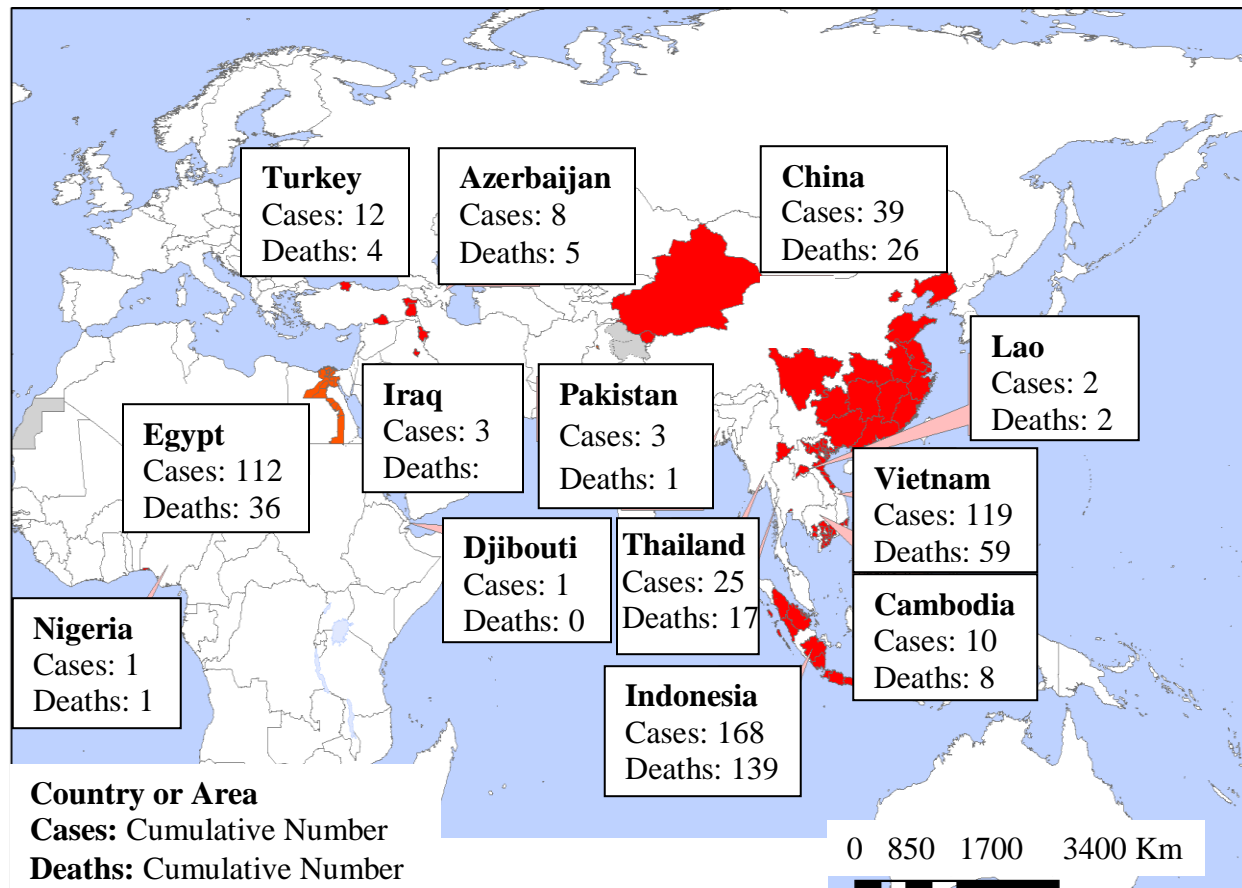 Turkey
Cases: 12
Deaths: 4
Azerbaijan
Cases: 8
Deaths: 5
China
Cases: 39
Deaths: 26
Lao
Cases: 2
Deaths: 2
Egypt
Cases: 112
Deaths: 36
Iraq
Cases: 3
Deaths:
Pakistan
Cases: 3
Deaths: 1
Vietnam
Cases: 119
Deaths: 59
Djibouti
Cases: 1
Deaths: 0
Thailand
Cases: 25
Deaths: 17
Cambodia
Cases: 10
Deaths: 8
Nigeria
Cases: 1
Deaths: 1
Indonesia
Cases: 168
Deaths: 139
Country or Area
Cases: Cumulative Number
Deaths: Cumulative Number
0 850 1700 3400 Km